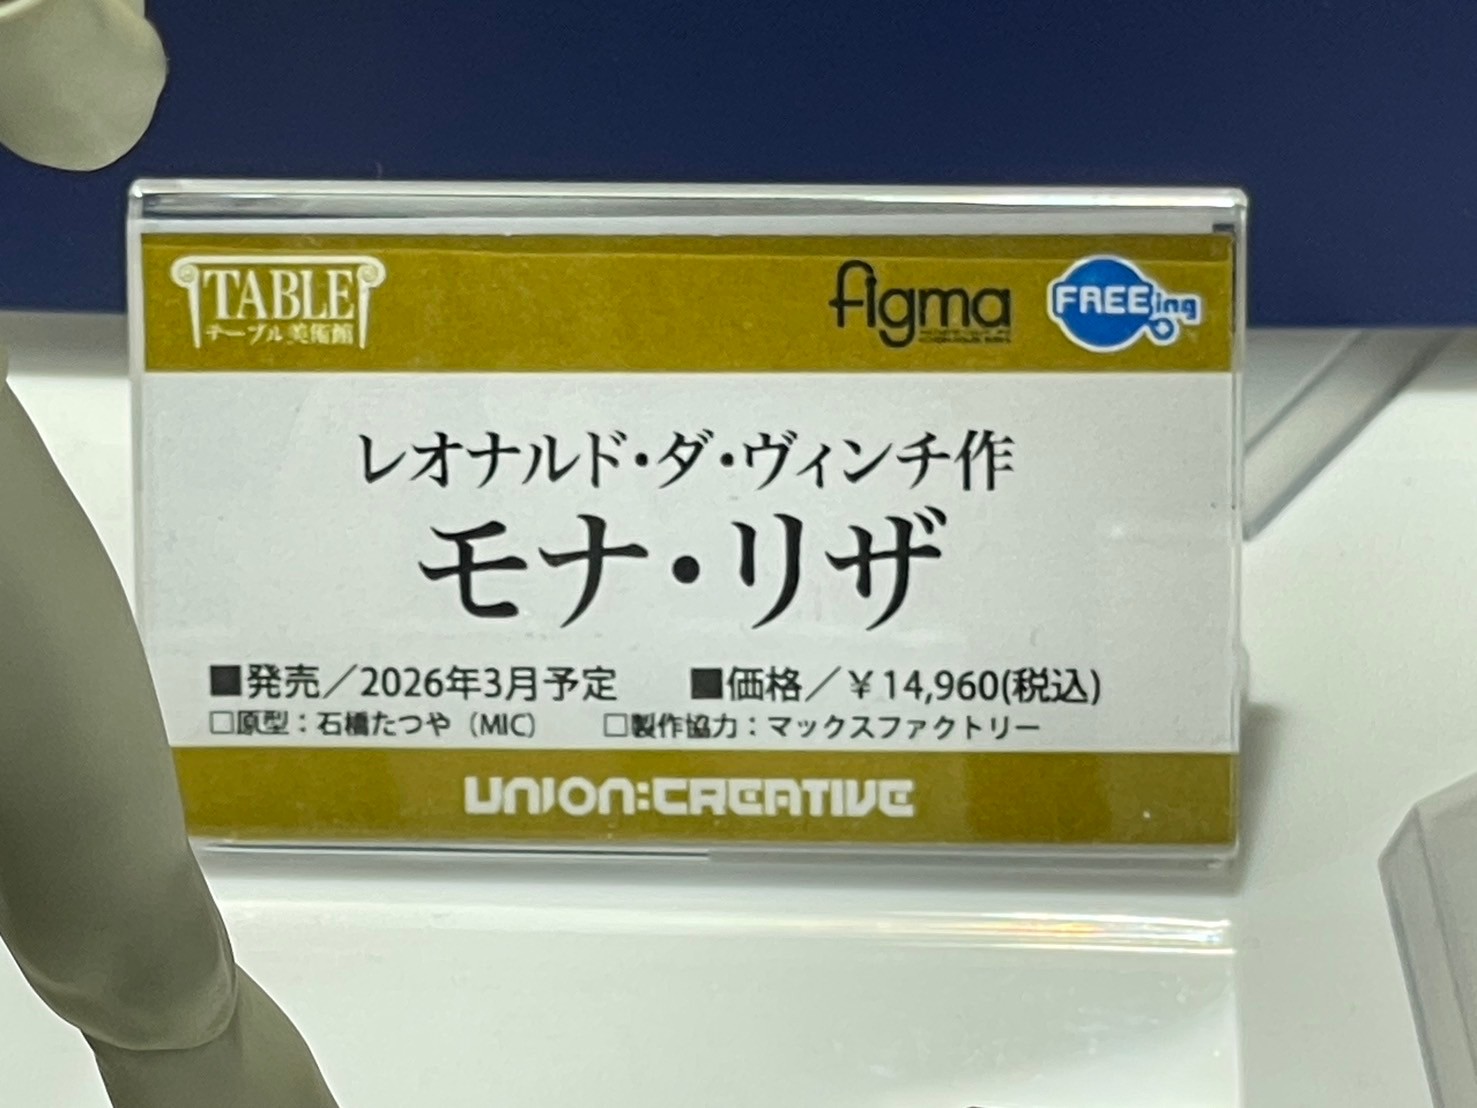 TABLE
テーブル美術館
figma
FREEing
レオナルド・ダ・ヴィンチ作
モナ・リザ
■発売／2026年3月予定 ■価格／￥14,960(税込)
□原型：石橋たつや（MIC） □製作協力：マックスファクトリー
UNION:CREATIVE